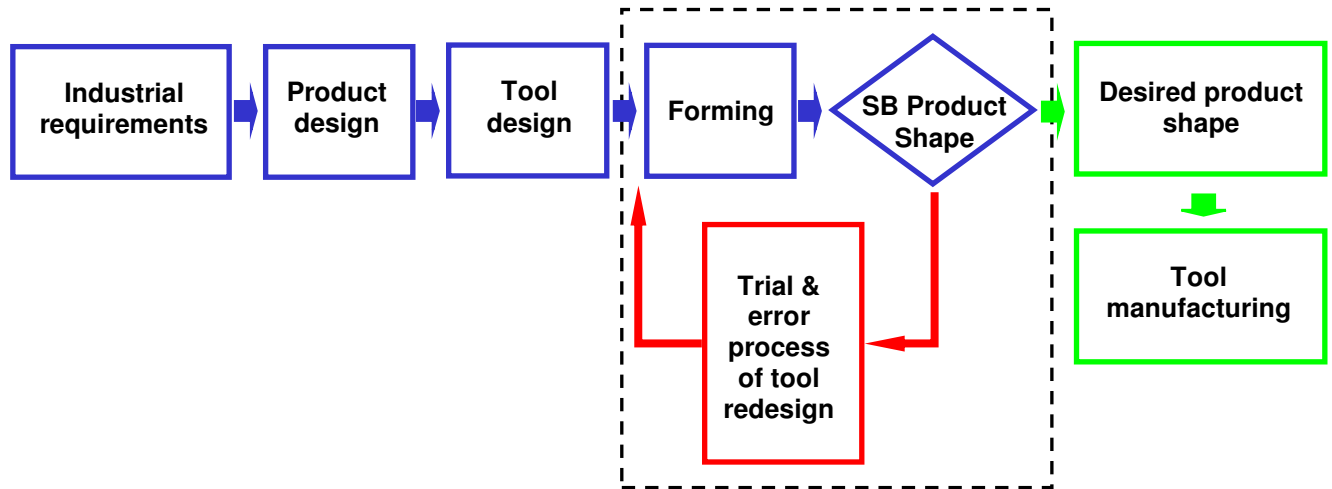 Industrial
requirements
Product
design
Tool
design
Forming
SB Product
Shape
Desired product
shape
Trial &
error
process
of tool
redesign
Tool
manufacturing